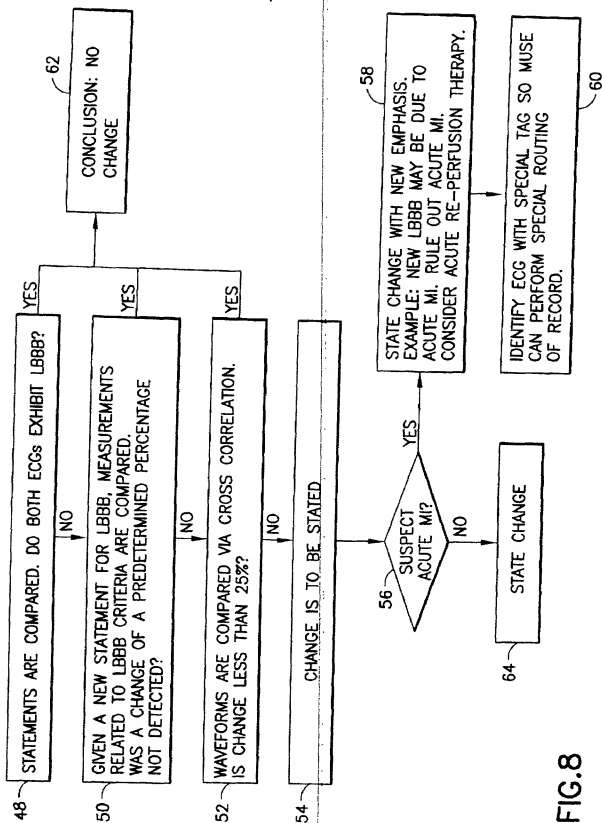 48
STATEMENTS ARE COMPARED. DO BOTH ECGs EXHIBIT LBBB?
YES
NO
62
CONCLUSION: NO
CHANGE
50
GIVEN A NEW STATEMENT FOR LBBB, MEASUREMENTS
RELATED TO LBBB CRITERIA ARE COMPARED.
WAS A CHANGE OF A PREDETERMINED PERCENTAGE
NOT DETECTED?
YES
NO
52
WAVEFORMS ARE COMPARED VIA CROSS CORRELATION.
IS CHANGE LESS THAN 25%?
YES
NO
54
CHANGE IS TO BE STATED
56
SUSPECT
ACUTE MI?
YES
NO
58
STATE CHANGE WITH NEW EMPHASIS.
EXAMPLE: NEW LBBB MAY BE DUE TO
ACUTE MI. RULE OUT ACUTE MI.
CONSIDER ACUTE RE-PERFUSION THERAPY.
64
STATE CHANGE
60
IDENTIFY ECG WITH SPECIAL TAG SO MUSE
CAN PERFORM SPECIAL ROUTING
OF RECORD.
FIG.8